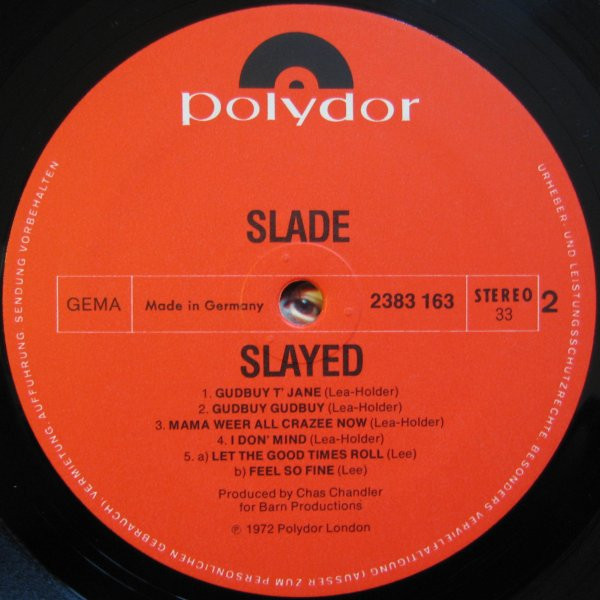 polydor
SLADE
GEMA
Made in Germany
2383 163
STEREO
33
2
SLAYED
1. GUDBUY T' JANE (Lea-Holder)
2. GUDBUY GUDBUY (Lea-Holder)
3. MAMA WEER ALL CRAZEE NOW (Lea-Holder)
4. I DON' MIND (Lea-Holder)
5. a) LET THE GOOD TIMES ROLL (Lee)
b) FEEL SO FINE (Lee)
Produced by Chas Chandler
for Barn Productions
℗ 1972 Polydor London
URHEBER- UND LEISTUNGSSCHUTZRECHTE BESONDERS VERVIELFÄLTIGUNG (AUSSER ZUM PERSÖNLICHEN GEBRAUCH), VERMIETUNG, AUFFÜHRUNG, SENDUNG VORBEHALTEN